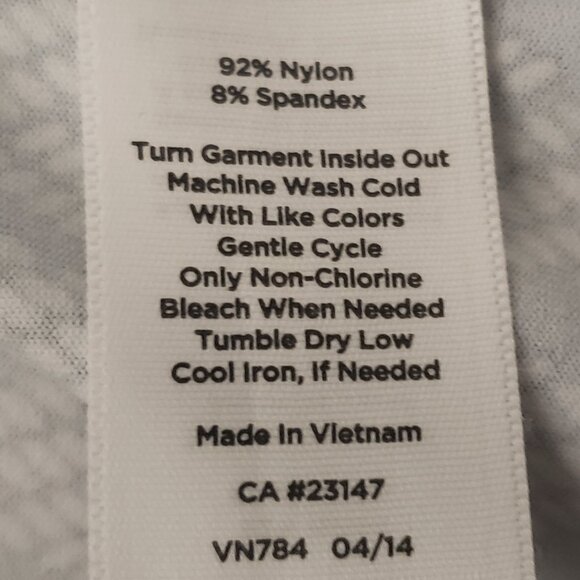 92% Nylon
8% Spandex
Turn Garment Inside Out
Machine Wash Cold
With Like Colors
Gentle Cycle
Only Non-Chlorine
Bleach When Needed
Tumble Dry Low
Cool Iron, If Needed
Made In Vietnam
CA #23147
VN784 04/14